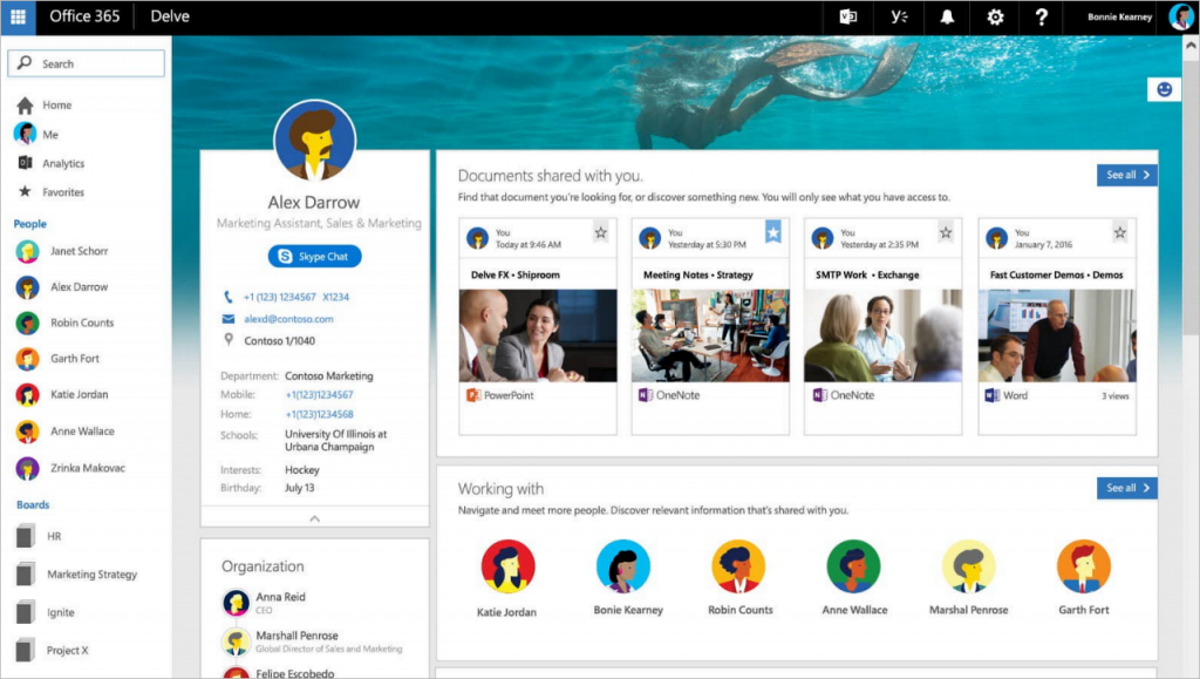 Office 365
Delve
Bonnie Kearney
Search
Home
Me
Analytics
Favorites
People
Janet Schorr
Alex Darrow
Robin Counts
Garth Fort
Katie Jordan
Anne Wallace
Zrinka Makovac
Boards
HR
Marketing Strategy
Ignite
Project X
Alex Darrow
Marketing Assistant, Sales & Marketing
Skype Chat
+1 (123) 1234567 X1234
alexd@contoso.com
Contoso 1/1040
Department: Contoso Marketing
Mobile: +1(123)1234567
Home: +1(123)1234568
Schools: University Of Illinois at
Urbana Champaign
Interests: Hockey
Birthday: July 13
Organization
Anna Reid
CEO
Marshall Penrose
Global Director of Sales and Marketing
Felipe Escobedo
Documents shared with you.
See all
Find that document you're looking for, or discover something new. You will only see what you have access to.
You
Today at 9:46 AM
Delve FX • Shiproom
PowerPoint
You
Yesterday at 5:30 PM
Meeting Notes • Strategy
OneNote
You
Yesterday at 2:35 PM
SMTP Work • Exchange
OneNote
You
January 7, 2016
Fast Customer Demos • Demos
Word
3 views
Working with
See all
Navigate and meet more people. Discover relevant information that's shared with you.
Katie Jordan
Bonie Kearney
Robin Counts
Anne Wallace
Marshal Penrose
Garth Fort